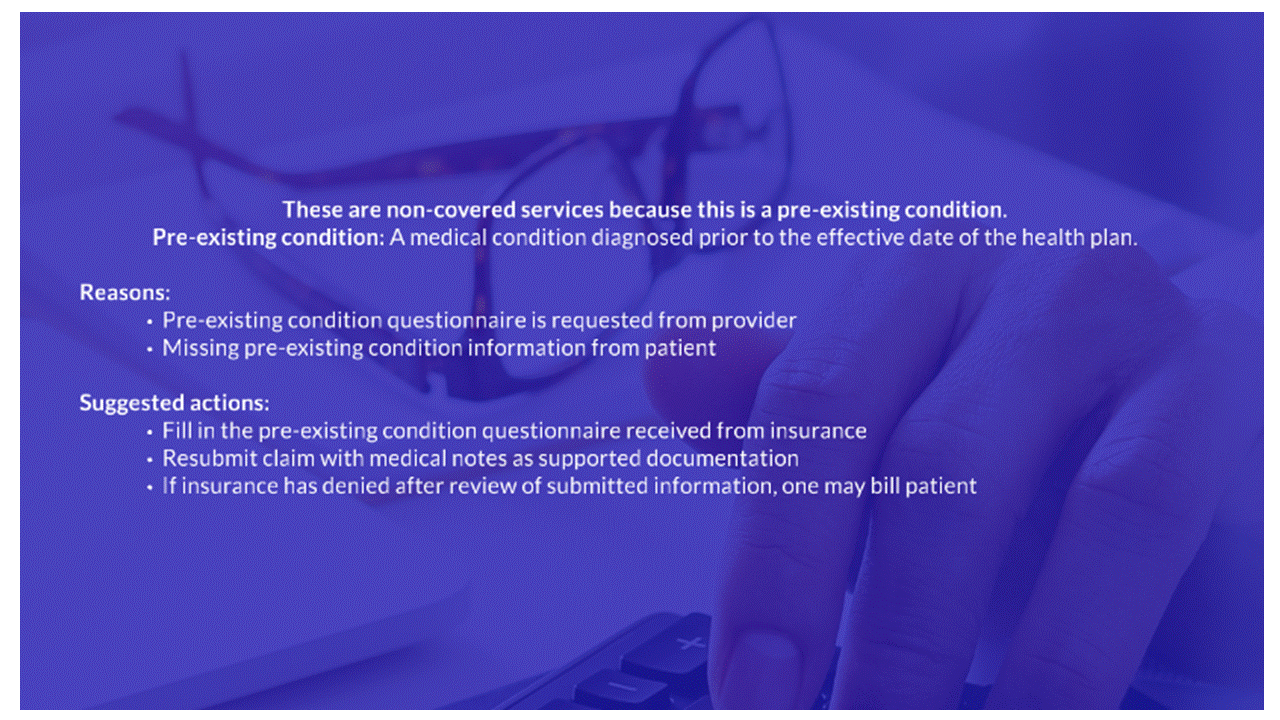 These are non-covered services because this is a pre-existing condition.
Pre-existing condition: A medical condition diagnosed prior to the effective date of the health plan.
Reasons:
• Pre-existing condition questionnaire is requested from provider
• Missing pre-existing condition information from patient
Suggested actions:
• Fill in the pre-existing condition questionnaire received from insurance
• Resubmit claim with medical notes as supported documentation
• If insurance has denied after review of submitted information, one may bill patient
+
−